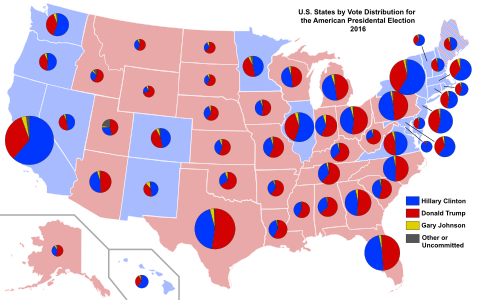 U.S. States by Vote Distribution for
the American Presidential Election
2016
Hillary Clinton
Donald Trump
Gary Johnson
Other or
Uncommitted